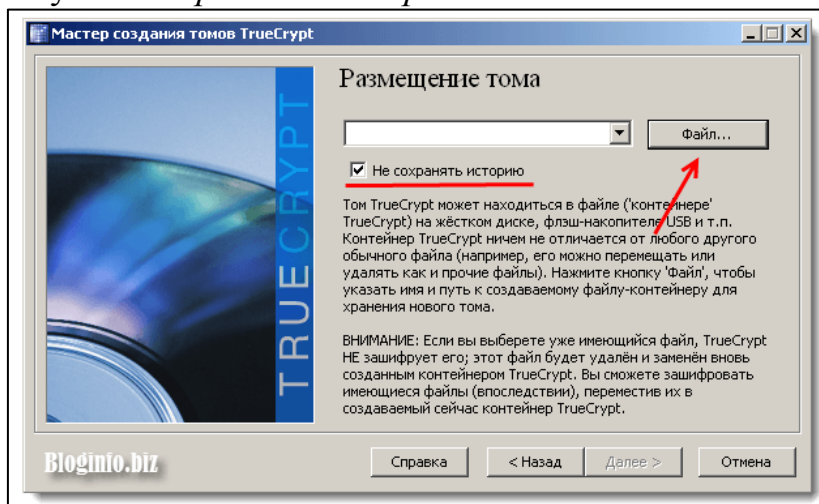 Мастер создания томов TrueCrypt
Размещение тома
Файл...
Не сохранять историю
Том TrueCrypt может находиться в файле ('контейнере'
TrueCrypt) на жёстком диске, флэш-накопителе USB и т.п.
Контейнер TrueCrypt ничем не отличается от любого другого
обычного файла (например, его можно перемещать или
удалять как и прочие файлы). Нажмите кнопку 'Файл', чтобы
указать имя и путь к создаваемому файлу-контейнеру для
хранения нового тома.
ВНИМАНИЕ: Если вы выберете уже имеющийся файл, TrueCrypt
НЕ зашифрует его; этот файл будет удалён и заменён вновь
созданным контейнером TrueCrypt. Вы сможете зашифровать
имеющиеся файлы (впоследствии), переместив их в
создаваемый сейчас контейнер TrueCrypt.
TRUECRYPT
Bloginfo.biz
Справка
< Назад
Далее >
Отмена